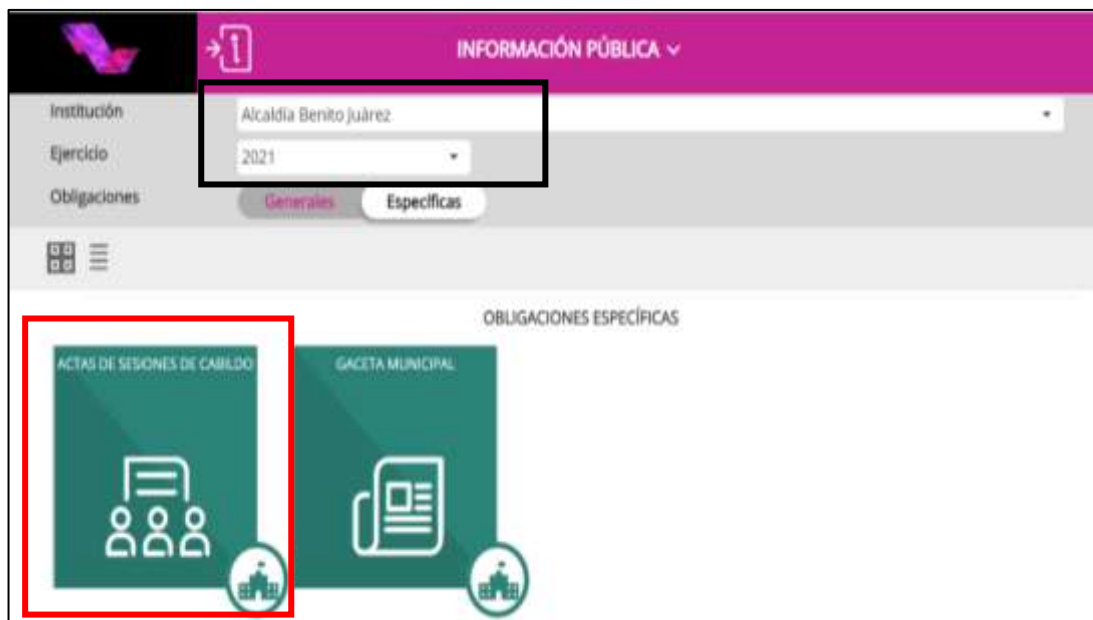 INFORMACIÓN PÚBLICA
Institución
Alcaldía Benito Juárez
Ejercicio
2021
Obligaciones
Generales
Específicas
OBLIGACIONES ESPECÍFICAS
ACTAS DE SESIONES DE CABILDO
GACETA MUNICIPAL